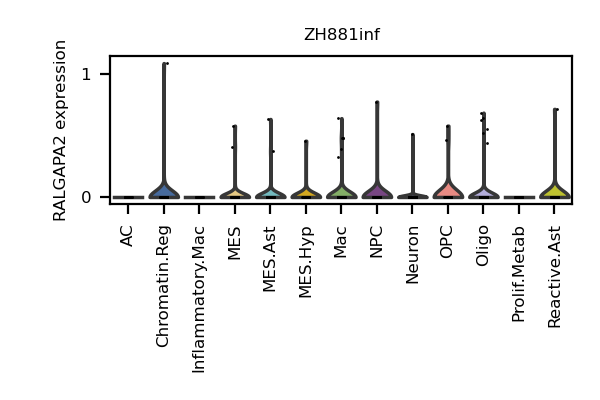 ZH881inf
RALGAPA2 expression
1
0
AC
Chromatin.Reg
Inflammatory.Mac
MES
MES.Ast
MES.Hyp
Mac
NPC
Neuron
OPC
Oligo
Prolif.Metab
Reactive.Ast